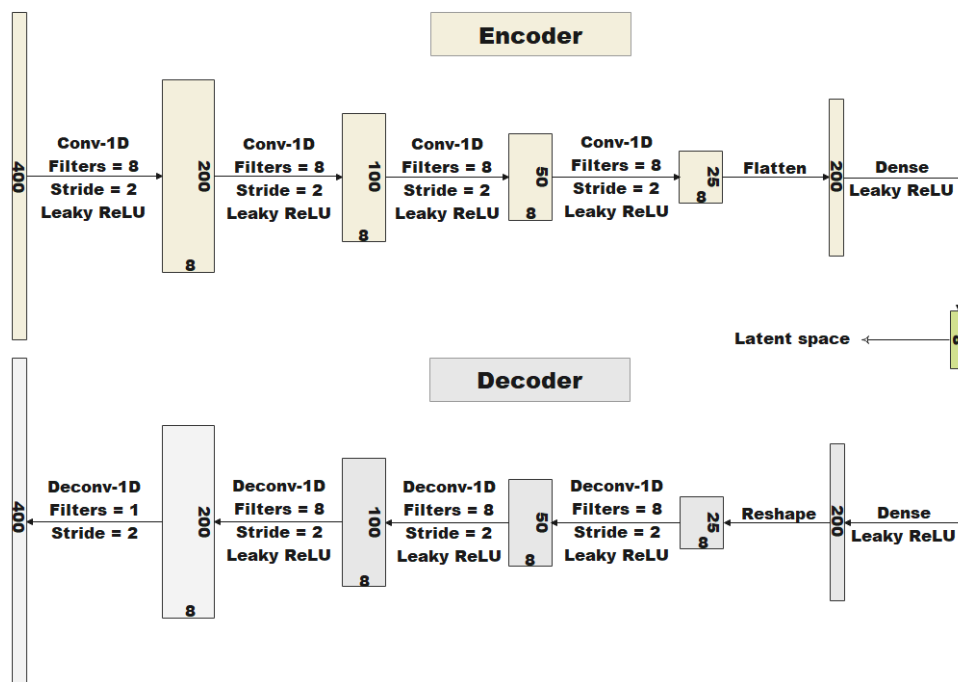 Encoder
400
Conv-1D
Filters = 8
Stride = 2
Leaky ReLU
200
8
Conv-1D
Filters = 8
Stride = 2
Leaky ReLU
100
8
Conv-1D
Filters = 8
Stride = 2
Leaky ReLU
50
8
Conv-1D
Filters = 8
Stride = 2
Leaky ReLU
25
8
Flatten
200
Dense
Leaky ReLU
Latent space
Decoder
400
Deconv-1D
Filters = 1
Stride = 2
200
8
Deconv-1D
Filters = 8
Stride = 2
Leaky ReLU
100
8
Deconv-1D
Filters = 8
Stride = 2
Leaky ReLU
50
8
Deconv-1D
Filters = 8
Stride = 2
Leaky ReLU
25
8
Reshape
200
Dense
Leaky ReLU